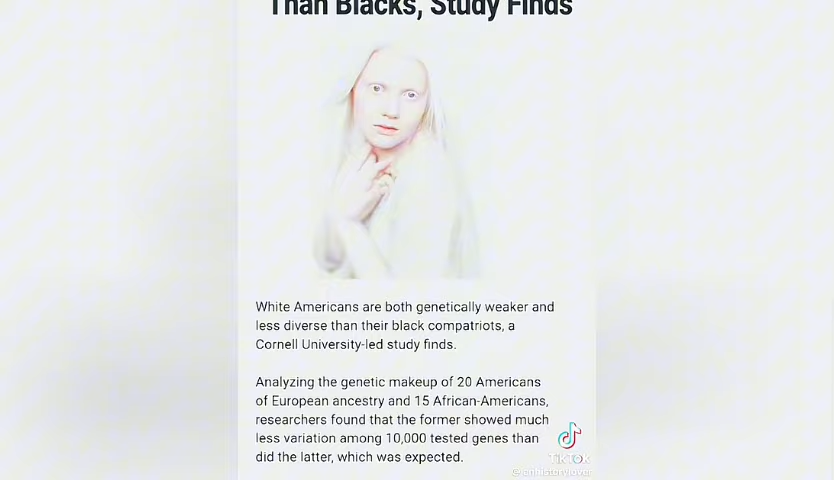 Than Blacks, Study Finds
White Americans are both genetically weaker and
less diverse than their black compatriots, a
Cornell University-led study finds.
Analyzing the genetic makeup of 20 Americans
of European ancestry and 15 African-Americans,
researchers found that the former showed much
less variation among 10,000 tested genes than
did the latter, which was expected.
TikTok